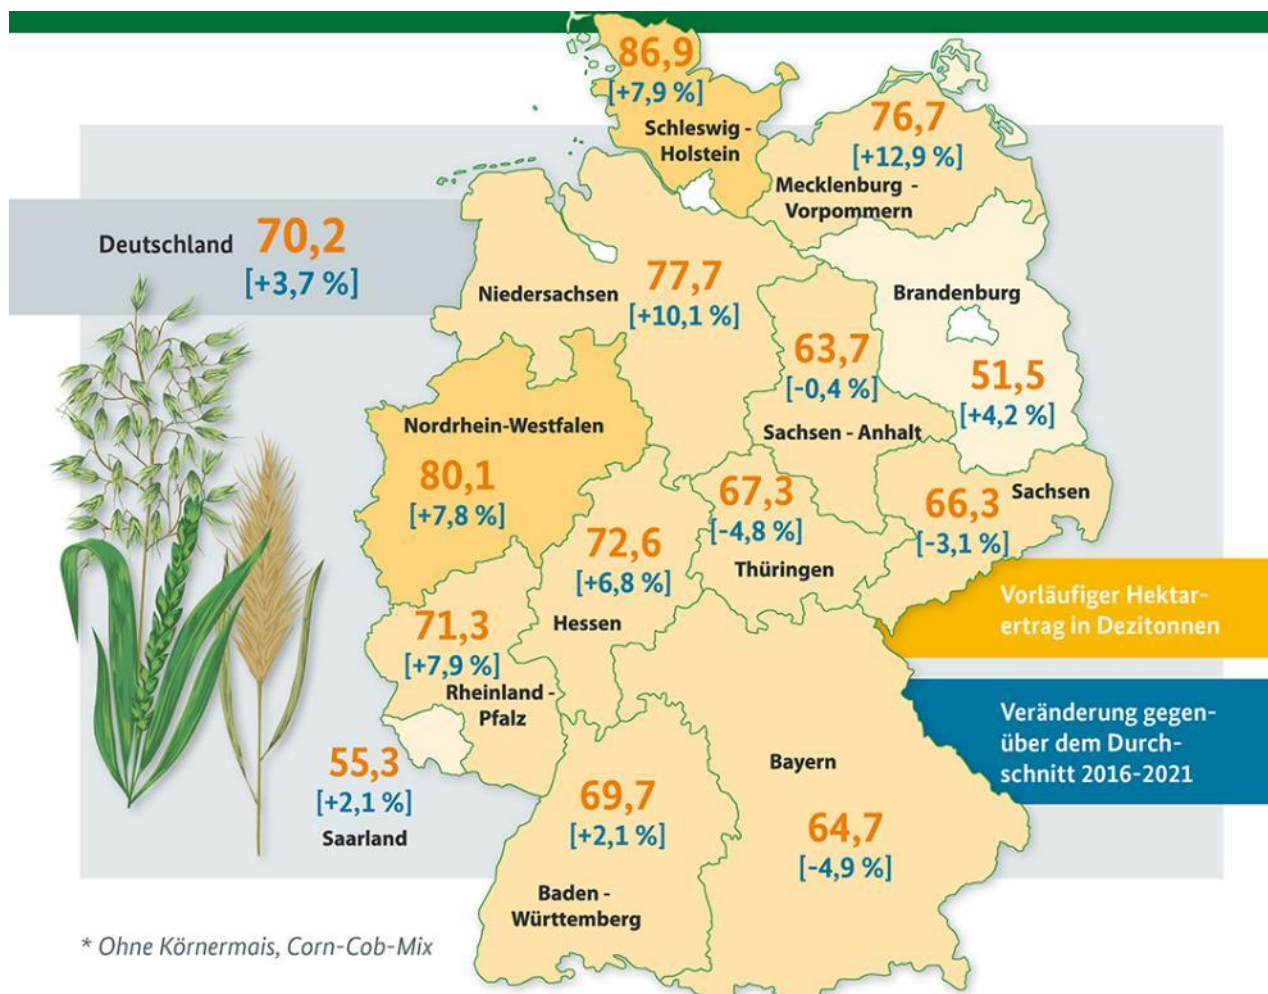 86,9
[+7,9 %]
Schleswig -
Holstein
76,7
[+12,9 %]
Mecklenburg -
Vorpommern
Deutschland 70,2
[+3,7 %]
Niedersachsen
77,7
[+10,1 %]
Brandenburg
51,5
[+4,2 %]
63,7
[-0,4 %]
Sachsen - Anhalt
Nordrhein-Westfalen
80,1
[+7,8 %]
67,3
[-4,8 %]
Thüringen
Sachsen
66,3
[-3,1 %]
72,6
[+6,8 %]
Hessen
71,3
[+7,9 %]
Rheinland -
Pfalz
Vorläufiger Hektar-
ertrag in Dezitonnen
Veränderung gegen-
über dem Durch-
schnitt 2016-2021
55,3
[+2,1 %]
Saarland
69,7
[+2,1 %]
Baden -
Württemberg
Bayern
64,7
[-4,9 %]
* Ohne Körnermais, Corn-Cob-Mix